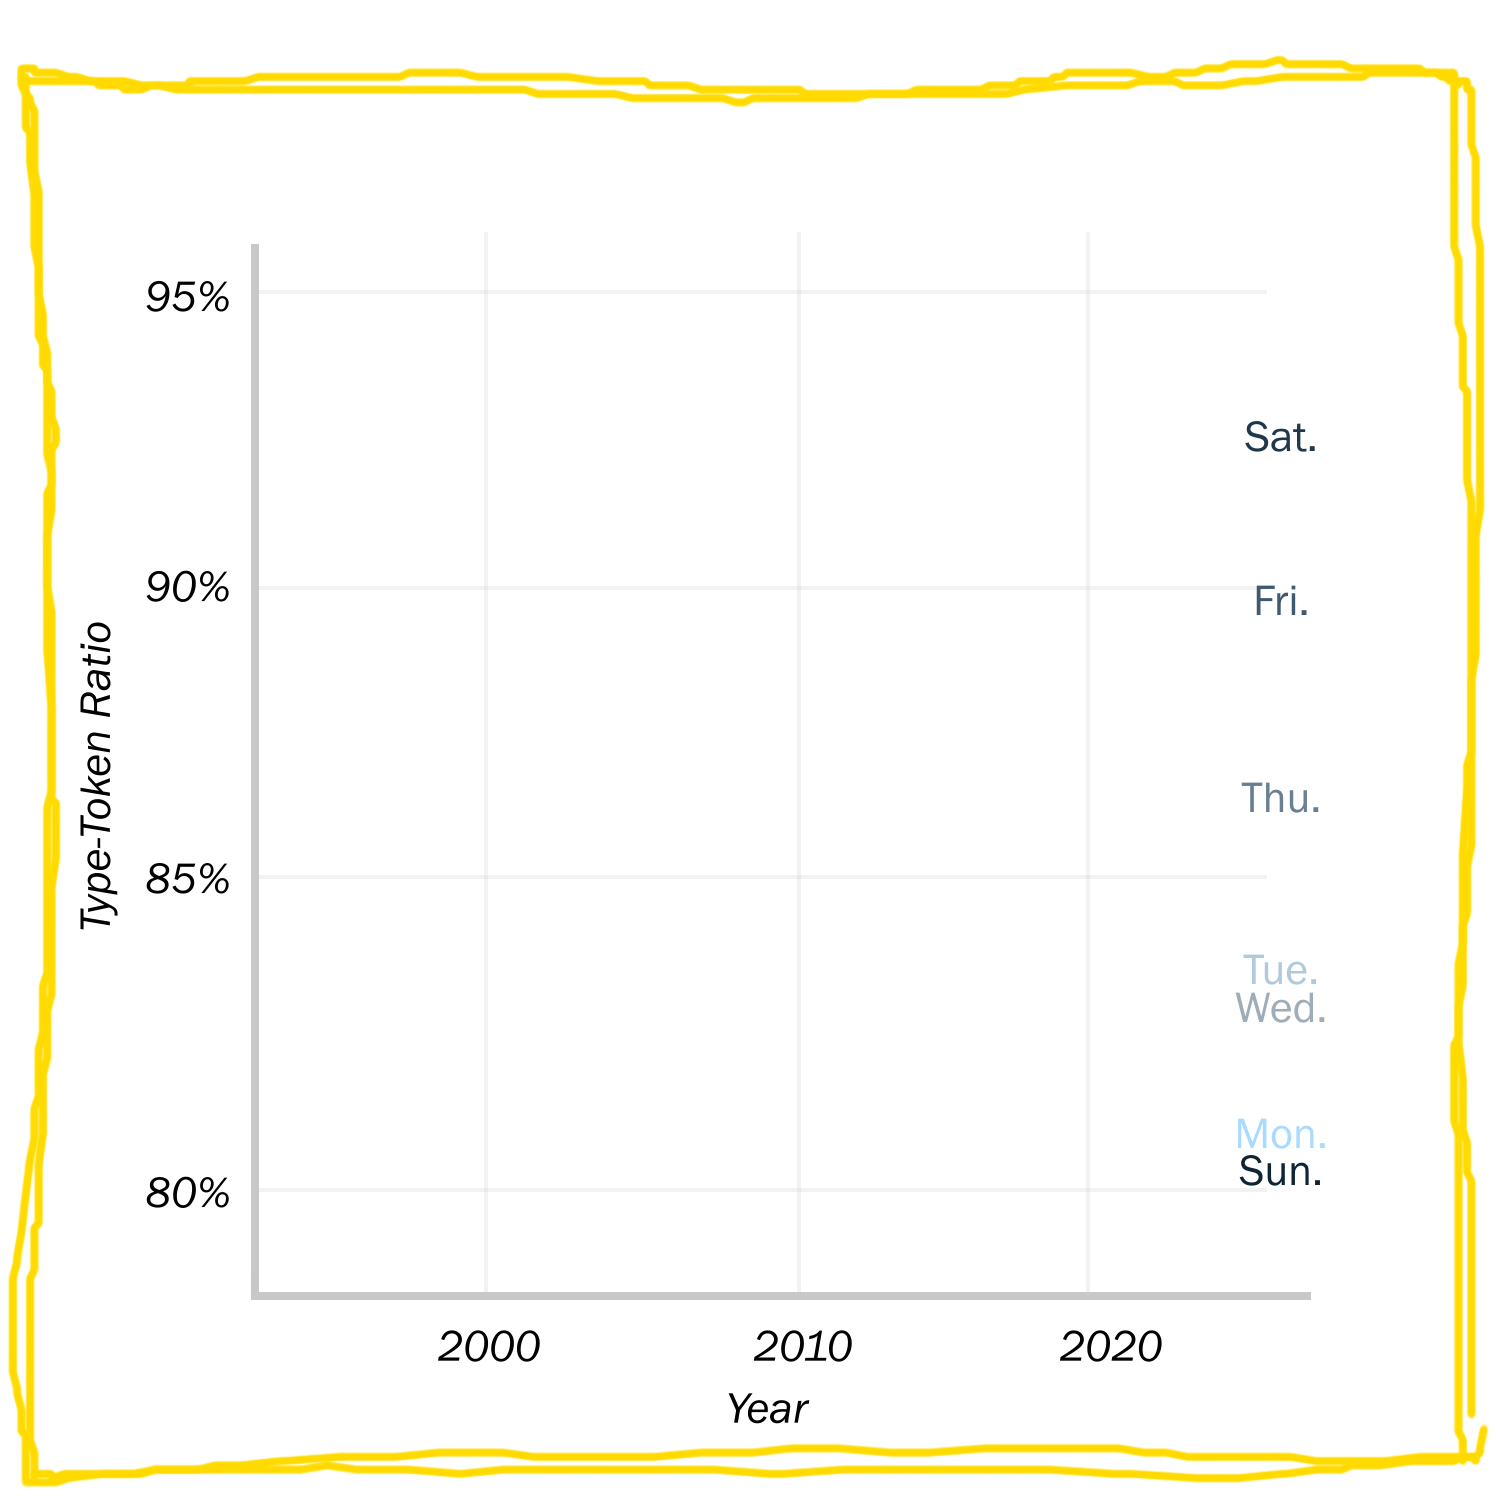 95%
Sat.
90%
Fri.
Thu.
85%
Type-Token Ratio
Tue.
Wed.
Mon.
Sun.
80%
2000 2010 2020
Year